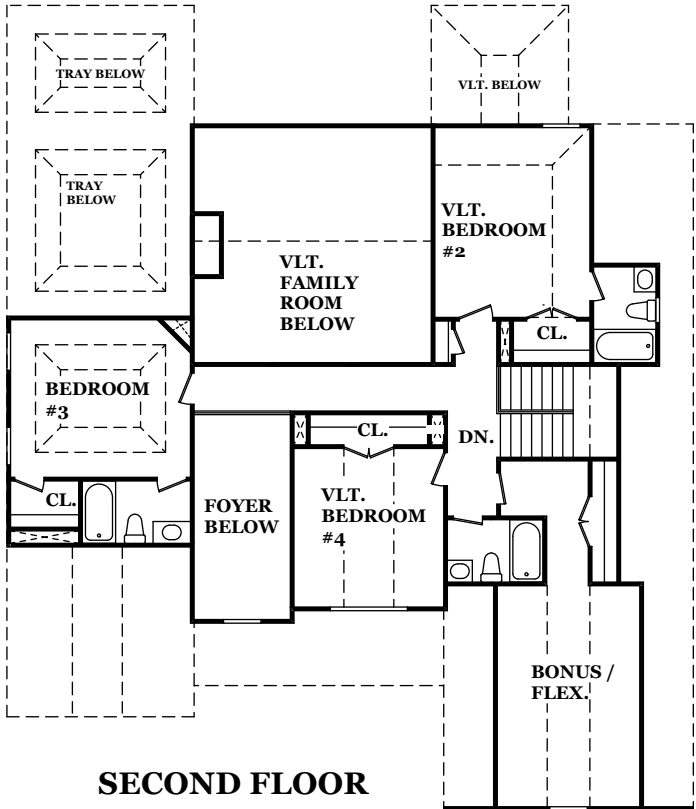 TRAY BELOW
VLT. BELOW
TRAY
BELOW
VLT.
BEDROOM
#2
VLT.
FAMILY
ROOM
BELOW
CL.
BEDROOM
#3
CL.
DN.
CL.
FOYER
BELOW
VLT.
BEDROOM
#4
BONUS /
FLEX.
SECOND FLOOR